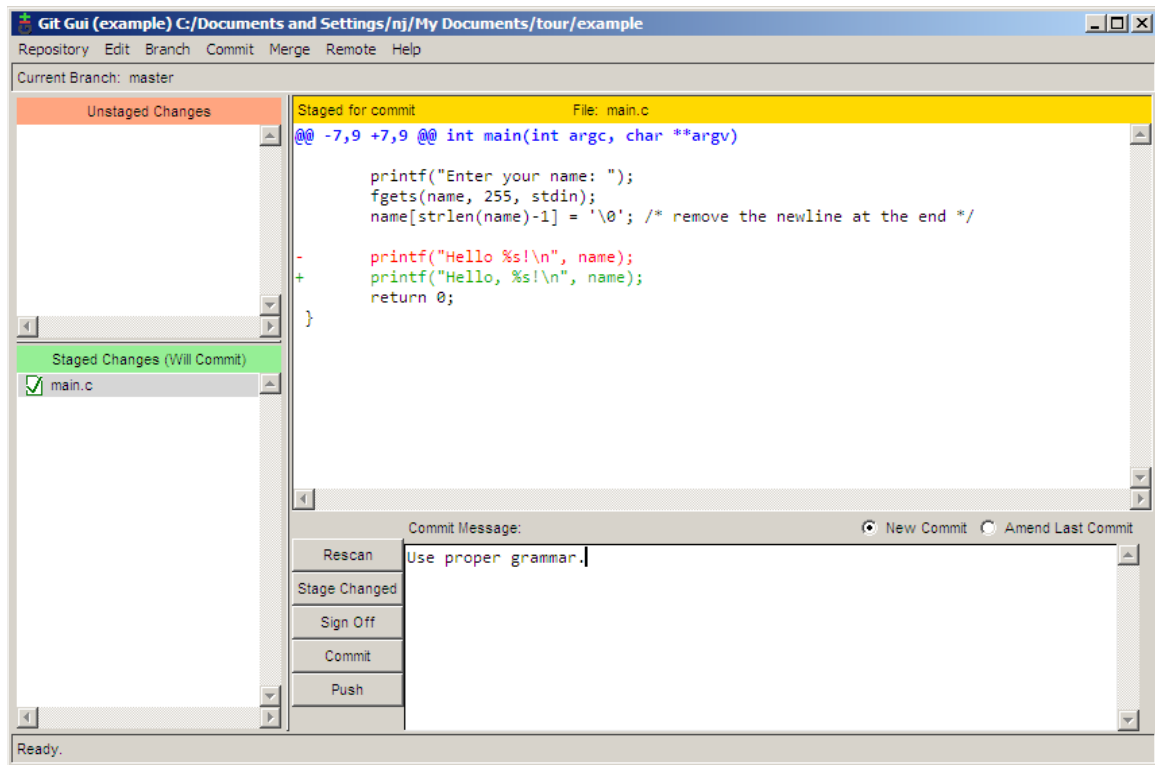 Git Gui (example) C:/Documents and Settings/nj/My Documents/tour/example
Repository Edit Branch Commit Merge Remote Help
Current Branch: master
Unstaged Changes
Staged for commit File: main.c
@@ -7,9 +7,9 @@ int main(int argc, char **argv)
printf("Enter your name: ");
fgets(name, 255, stdin);
name[strlen(name)-1] = '\0'; /* remove the newline at the end */
- printf("Hello %s!\n", name);
+ printf("Hello, %s!\n", name);
return 0;
}
Staged Changes (Will Commit)
main.c
Commit Message:
New Commit
Amend Last Commit
Rescan
Stage Changed
Sign Off
Commit
Push
Use proper grammar.
Ready.